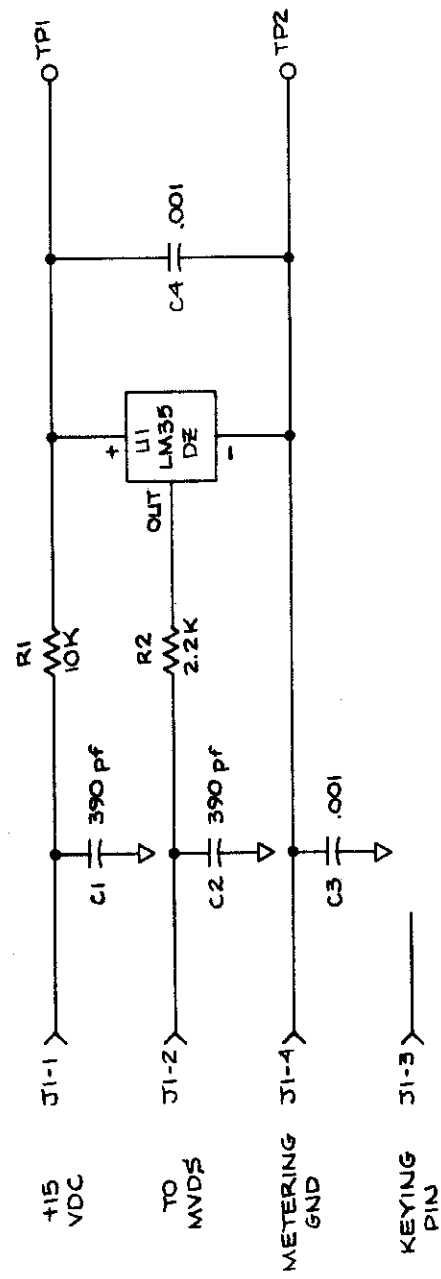 +15
VDC
J1-1
C1
390 pf
R1
10K
TP1
TO
MVDS
J1-2
C2
390 pf
R2
2.2K
OUT
+
U1
LM35
DZ
-
C4
.001
METERING
GND
J1-4
C3
.001
TP2
KEYING
PIN
J1-3